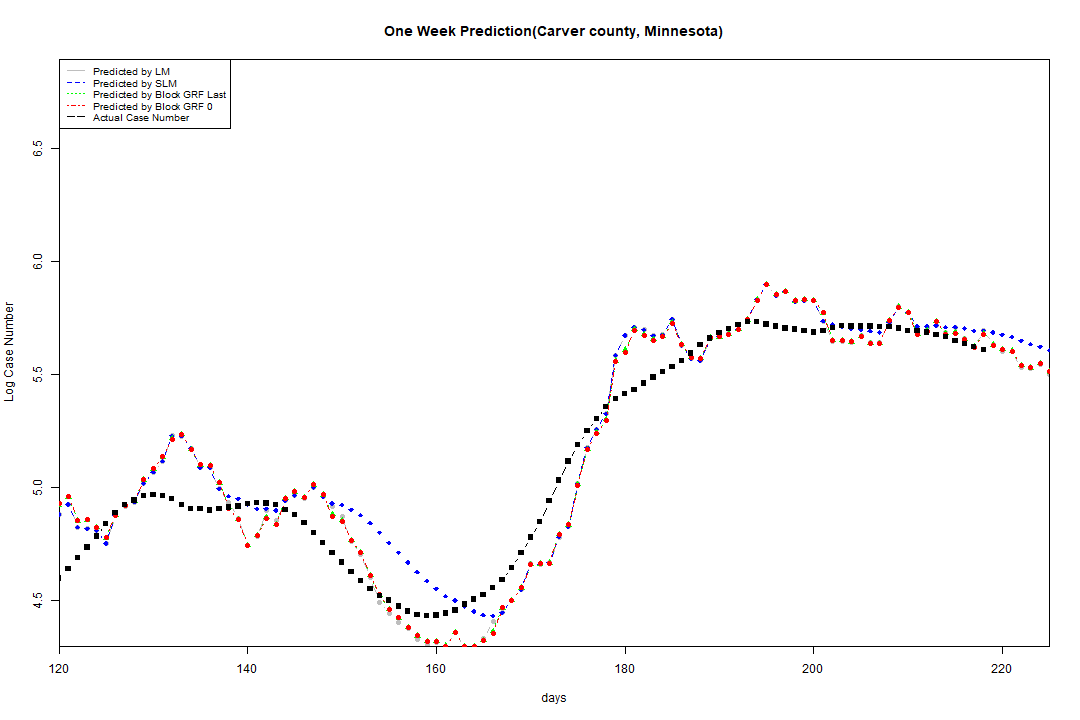 One Week Prediction(Carver county, Minnesota)
Predicted by LM
Predicted by SLM
Predicted by Block GRF Last
Predicted by Block GRF 0
Actual Case Number
Log Case Number
6.5
6.0
5.5
5.0
4.5
120 140 160 180 200 220
days